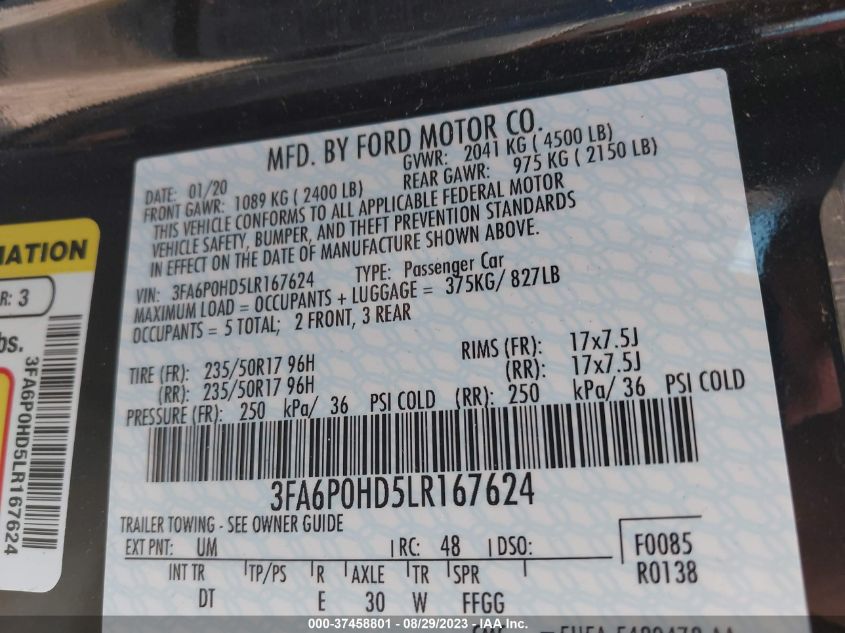 MFD. BY FORD MOTOR CO.
DATE: 01/20 GVWR: 2041 KG ( 4500 LB)
FRONT GAWR: 1089 KG ( 2400 LB) REAR GAWR: 975 KG ( 2150 LB)
THIS VEHICLE CONFORMS TO ALL APPLICABLE FEDERAL MOTOR
VEHICLE SAFETY, BUMPER, AND THEFT PREVENTION STANDARDS
IN EFFECT ON THE DATE OF MANUFACTURE SHOWN ABOVE.
VIN: 3FA6P0HD5LR167624 TYPE: Passenger Car
MAXIMUM LOAD = OCCUPANTS + LUGGAGE = 375KG/ 827LB
OCCUPANTS = 5 TOTAL; 2 FRONT, 3 REAR
TIRE (FR): 235/50R17 96H RIMS (FR): 17x7.5J
(RR): 235/50R17 96H (RR): 17x7.5J
PRESSURE (FR): 250 kPa/ 36 PSI COLD (RR): 250 kPa/ 36 PSI COLD
3FA6P0HD5LR167624
TRAILER TOWING - SEE OWNER GUIDE
EXT PNT: UM RC: 48 DSO: F0085
INT TR TP/PS R AXLE TR SPR R0138
DT E 30 W FFGG
MATION
R: 3
bs.
3FA6P0HD5LR167624
000-37458801 - 08/29/2023 - © IAA Inc.